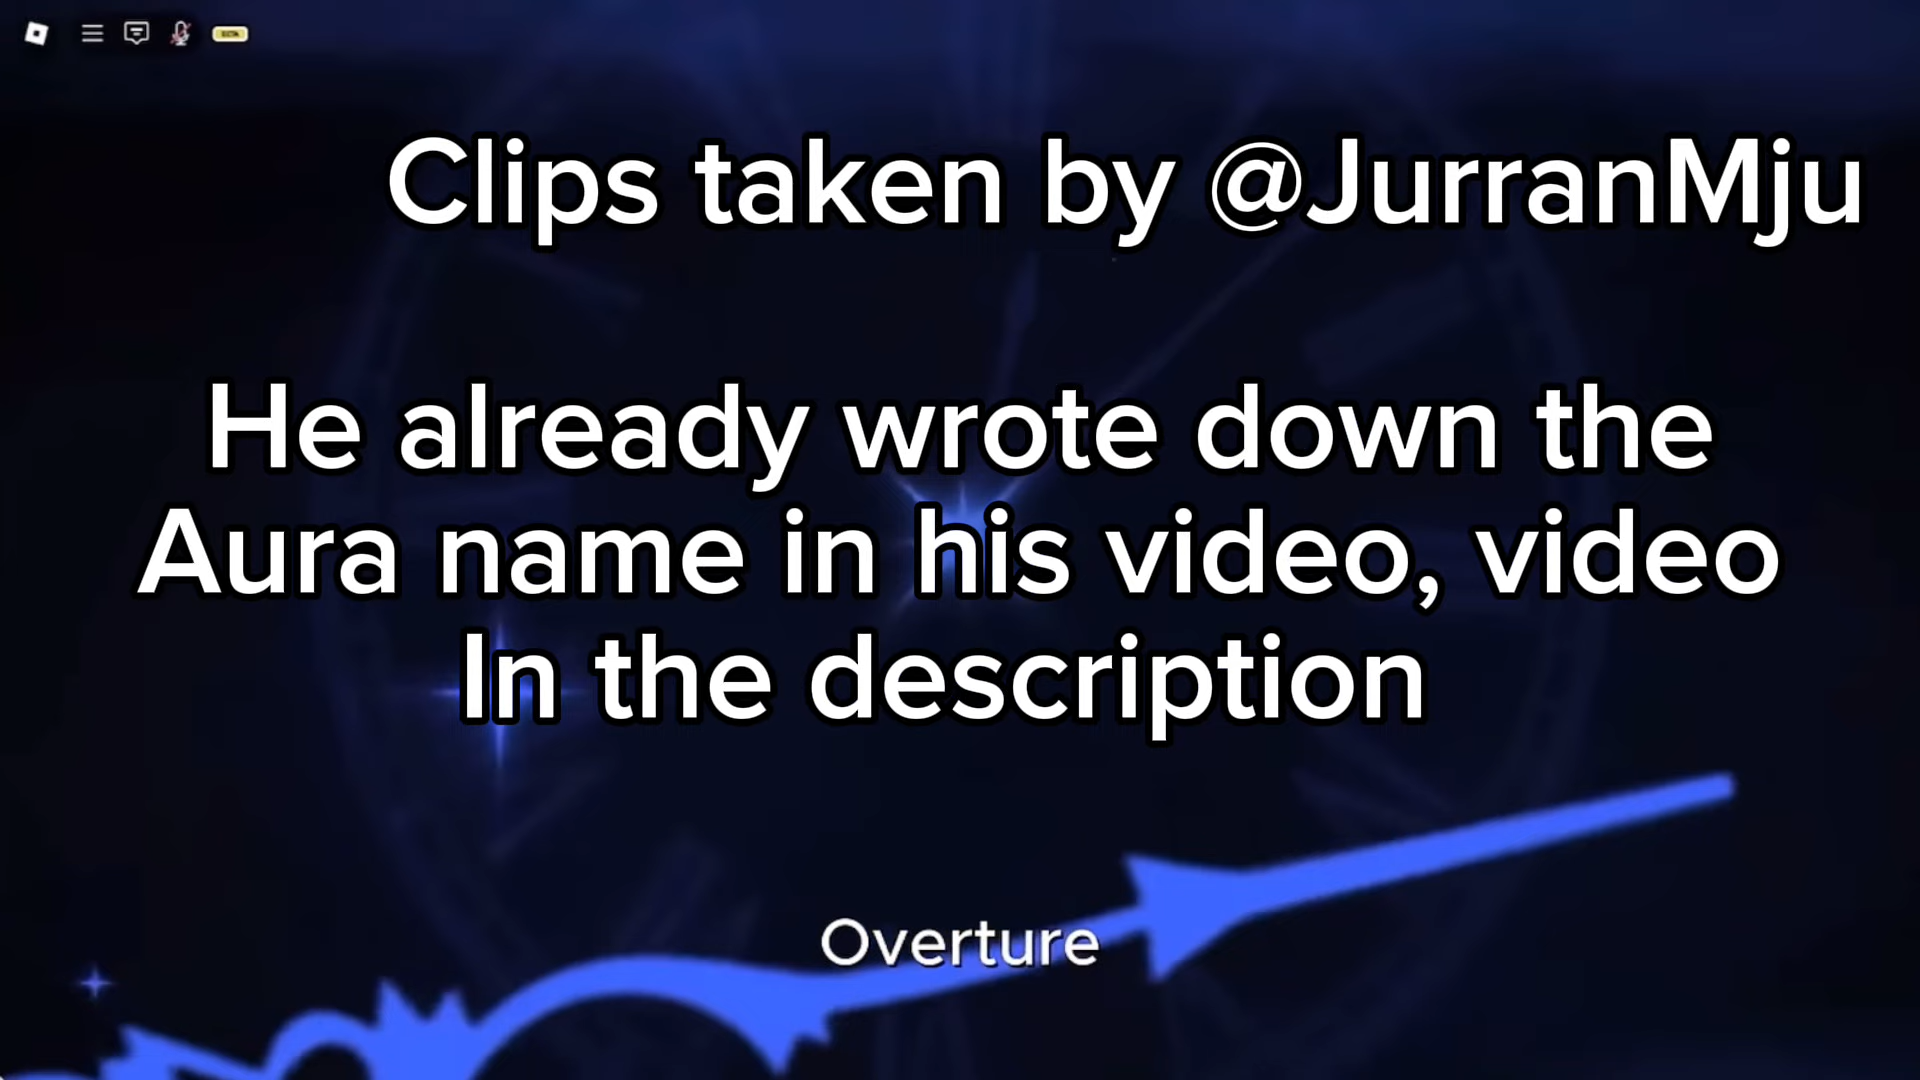 BETA
Clips taken by @JurranMju
He already wrote down the
Aura name in his video, video
In the description
Overture